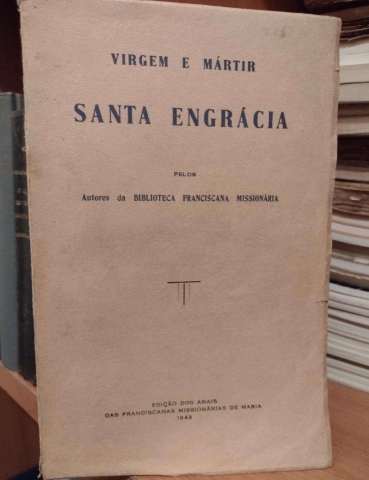 VIRGEM E MÁRTIR
SANTA ENGRÁCIA
PELOS
Autores da BIBLIOTECA FRANCISCANA MISSIONÁRIA
EDIÇÃO DOS ANAIS
DAS FRANCISCANAS MISSIONÁRIAS DE MARIA
1943